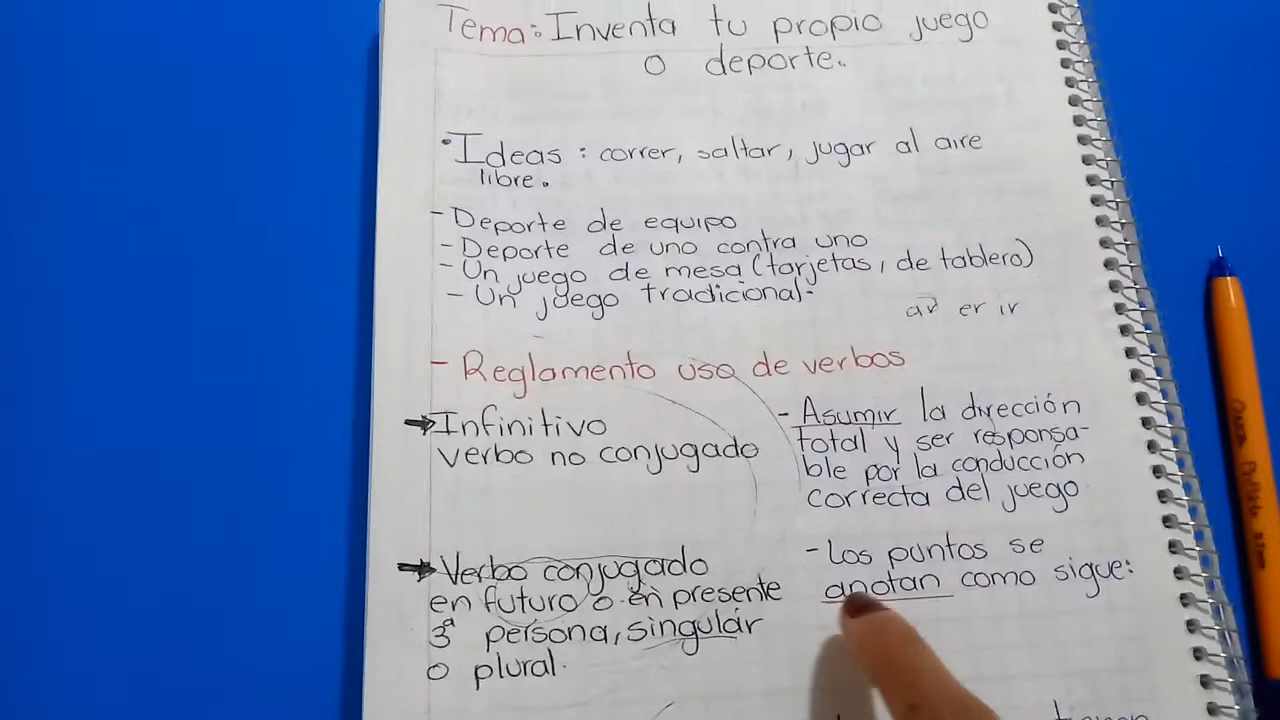 Tema: Inventa tu propio juego
o deporte.
• Ideas : correr, saltar, jugar al aire
libre.
- Deporte de equipo
- Deporte de uno contra uno
- Un juego de mesa (tarjetas, de tablero)
- Un juego tradicional.
ar er ir
- Reglamento uso de verbos
→ Infinitivo
verbo no conjugado
- Asumir la dirección
total y ser responsa-
ble por la conducción
correcta del juego
→ Verbo conjugado
en futuro o en presente
3ª persona, singular
o plural.
- Los puntos se
anotan como sigue: